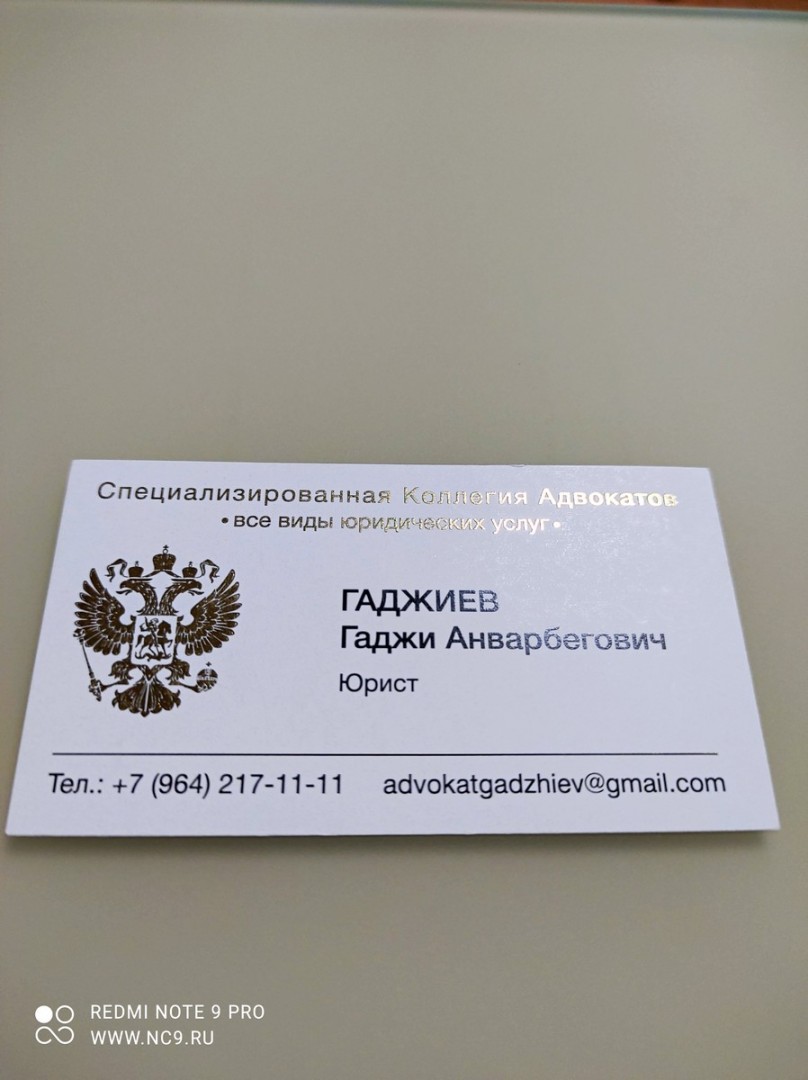 Специализированная Коллегия Адвокатов
•все виды юридических услуг•
ГАДЖИЕВ
Гаджи Анварбегович
Юрист
Тел.: +7 (964) 217-11-11 advokatgadzhiev@gmail.com
REDMI NOTE 9 PRO
WWW.NC9.RU